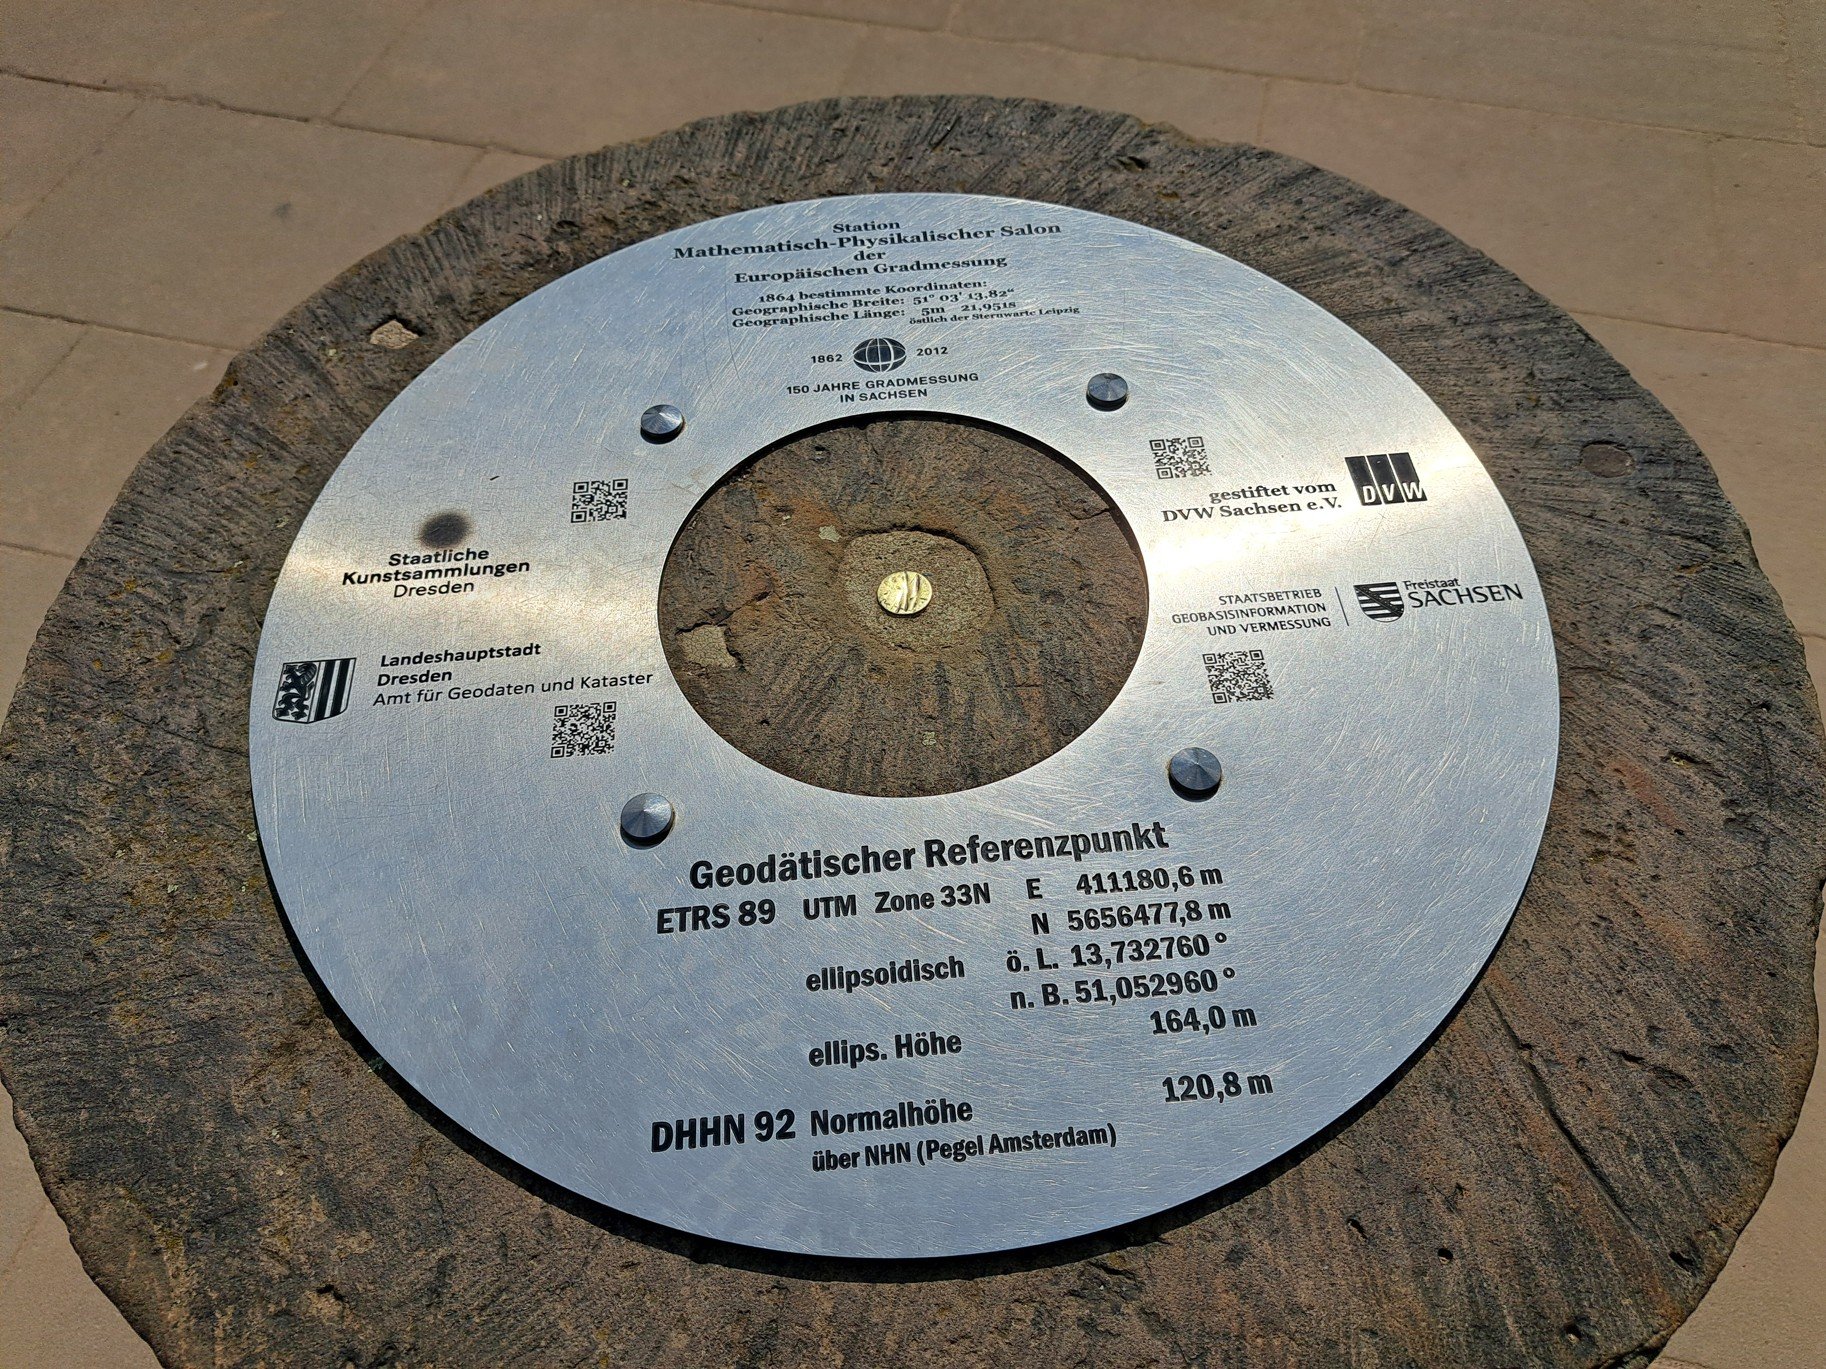 Station
Mathematisch-Physikalischer Salon
der
Europäischen Gradmessung
1864 bestimmte Koordinaten:
Geographische Breite: 51° 03' 13,82“
Geographische Länge: 5m 21,951s
östlich der Sternwarte Leipzig
1862 2012
150 JAHRE GRADMESSUNG
IN SACHSEN
gestiftet vom
DVW Sachsen e.V.
DVW
Staatliche
Kunstsammlungen
Dresden
STAATSBETRIEB
GEOBASISINFORMATION
UND VERMESSUNG
Freistaat
SACHSEN
Landeshauptstadt
Dresden
Amt für Geodaten und Kataster
Geodätischer Referenzpunkt
ETRS 89 UTM Zone 33N E 411180,6 m
N 5656477,8 m
ellipsoidisch ö. L. 13,732760 °
n. B. 51,052960 °
ellips. Höhe 164,0 m
DHHN 92 Normalhöhe 120,8 m
über NHN (Pegel Amsterdam)